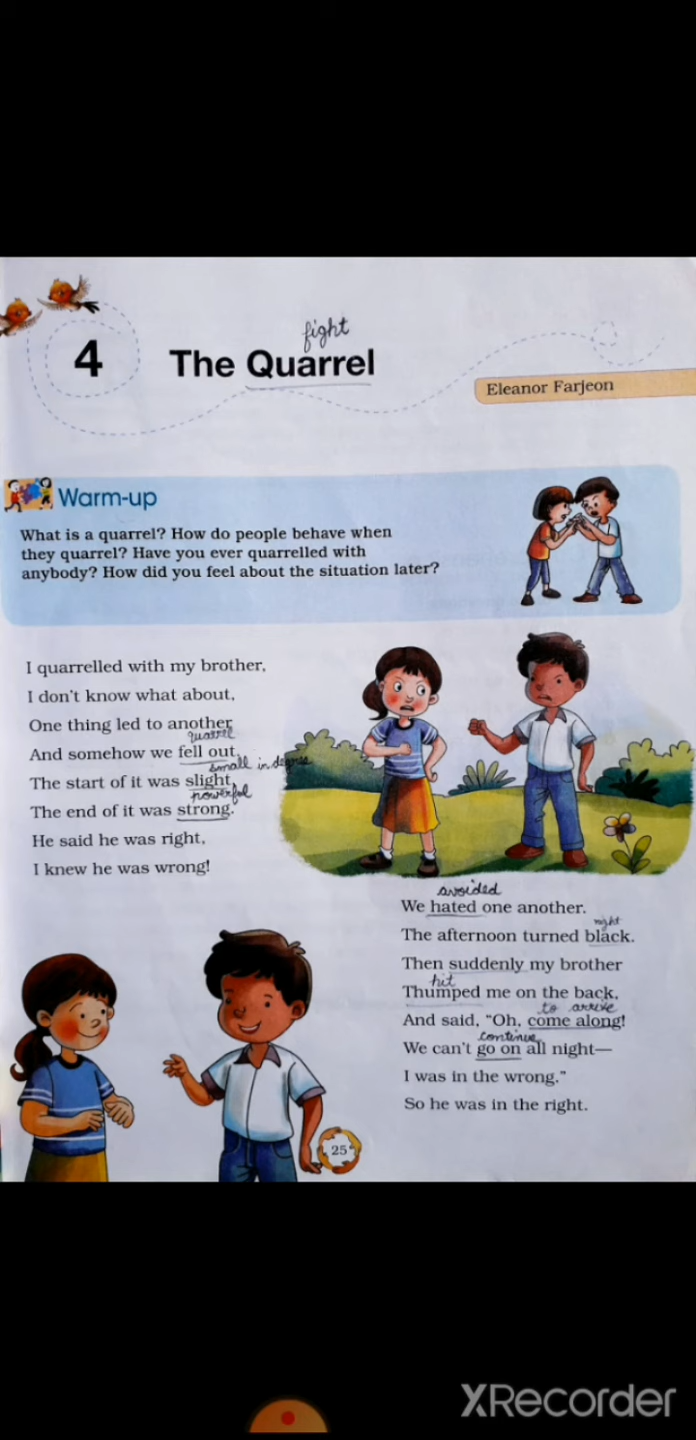 fight
4 The Quarrel
Eleanor Farjeon
Warm-up
What is a quarrel? How do people behave when
they quarrel? Have you ever quarrelled with
anybody? How did you feel about the situation later?
I quarrelled with my brother,
I don't know what about,
One thing led to another
quarrel
And somehow we fell out.
small in degree
The start of it was slight,
powerful
The end of it was strong.
He said he was right,
I knew he was wrong!
avoided
We hated one another.
night
The afternoon turned black.
Then suddenly my brother
hit
Thumped me on the back,
to arrive
And said, "Oh, come along!
continue
We can't go on all night—
I was in the wrong."
So he was in the right.
25
XRecorder